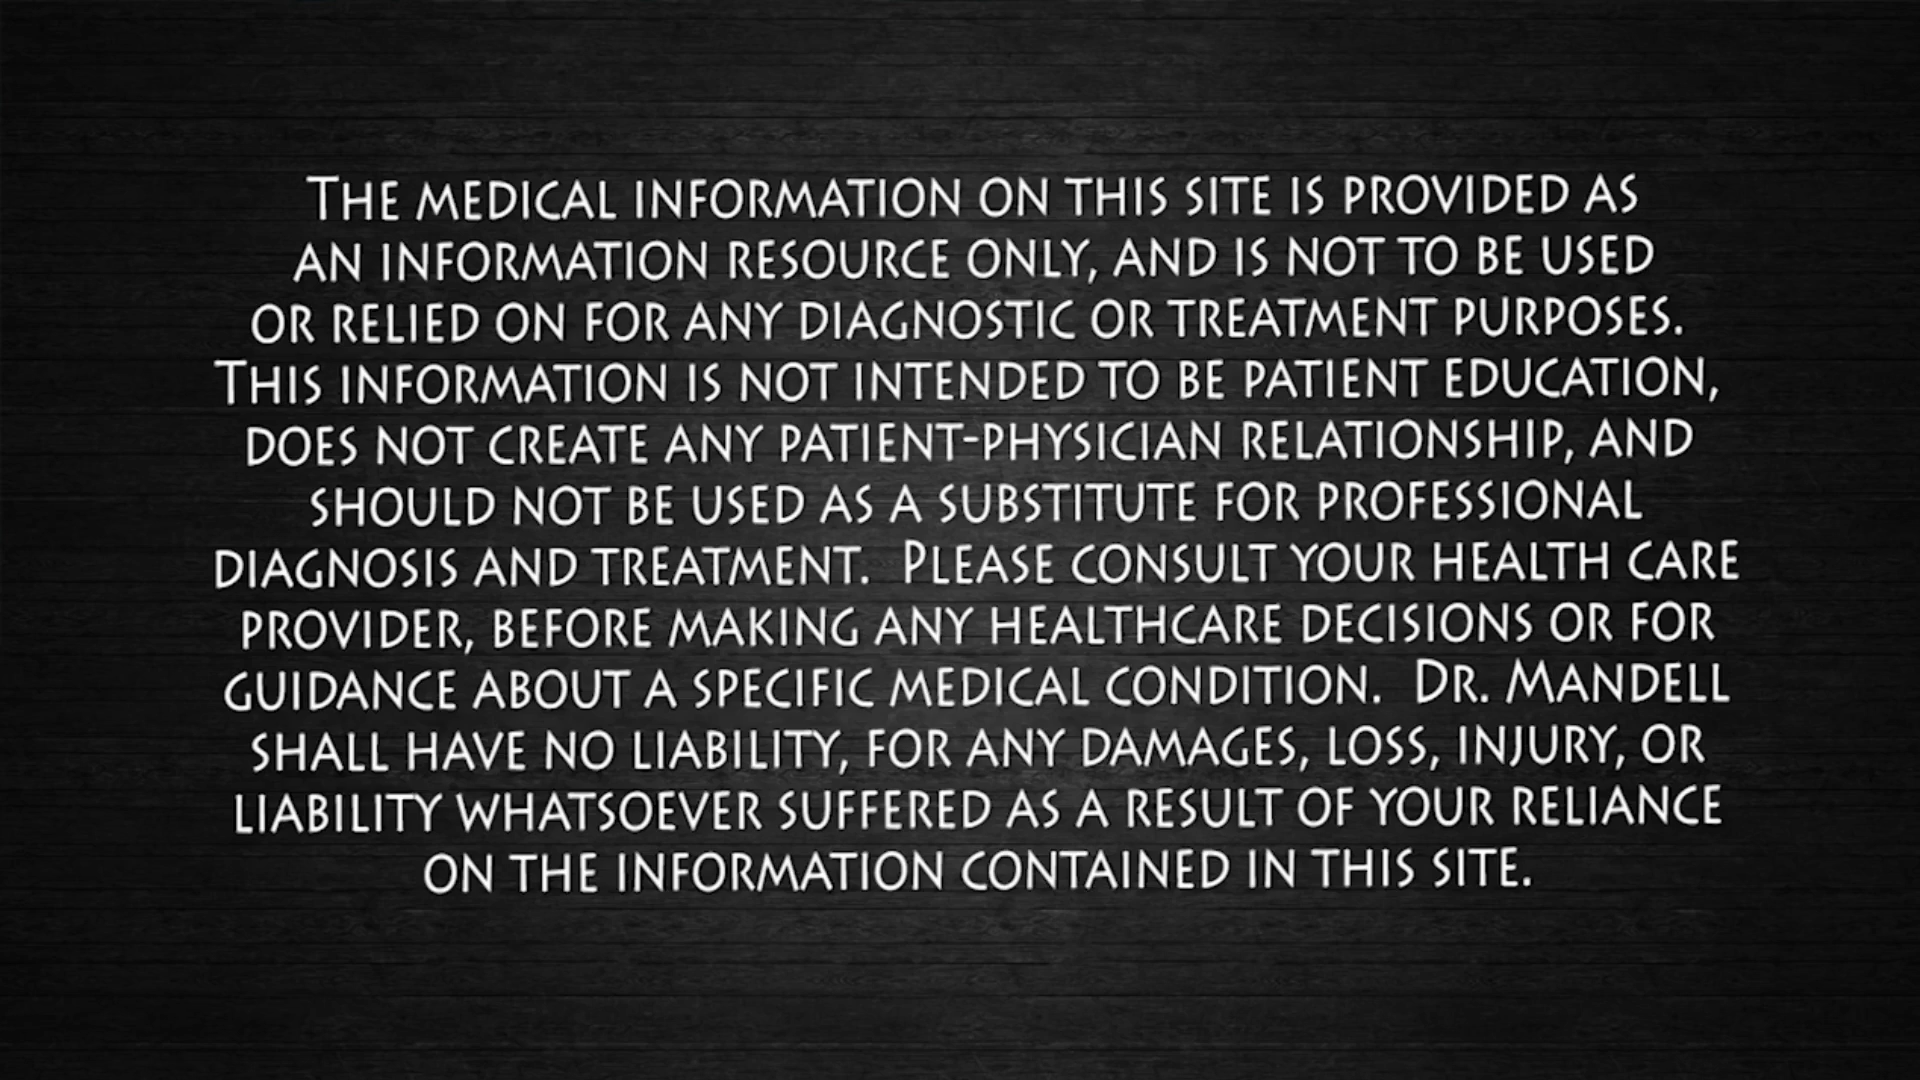 The medical information on this site is provided as
an information resource only, and is not to be used
or relied on for any diagnostic or treatment purposes.
This information is not intended to be patient education,
does not create any patient-physician relationship, and
should not be used as a substitute for professional
diagnosis and treatment.  Please consult your health care
provider, before making any healthcare decisions or for
guidance about a specific medical condition.  Dr. Mandell
shall have no liability, for any damages, loss, injury, or
liability whatsoever suffered as a result of your reliance
on the information contained in this site.